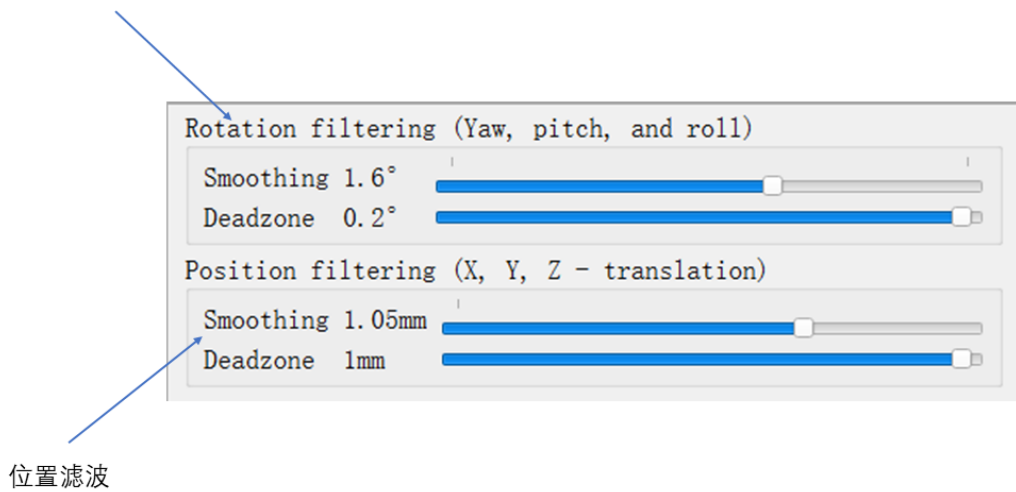 Rotation filtering (Yaw, pitch, and roll)
Smoothing 1.6°
Deadzone 0.2°
Position filtering (X, Y, Z - translation)
Smoothing 1.05mm
Deadzone 1mm
位置滤波